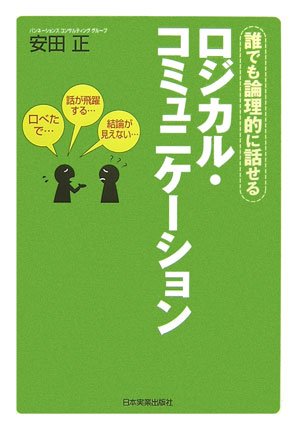 パンネーションズ コンサルティング グループ
安田 正
誰でも論理的に話せる
ロジカル・
コミュニケーション
口べた
で…
話が飛躍
する…
結論が
見えない…
日本実業出版社